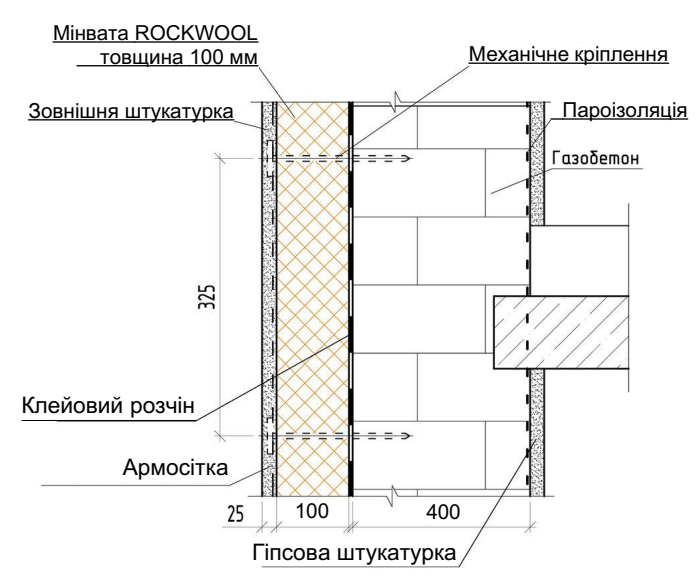 Мінвата ROCKWOOL
товщина 100 мм
Механічне кріплення
Зовнішня штукатурка
Пароізоляція
Газобетон
325
Клейовий розчін
Армосітка
25
100
400
Гіпсова штукатурка